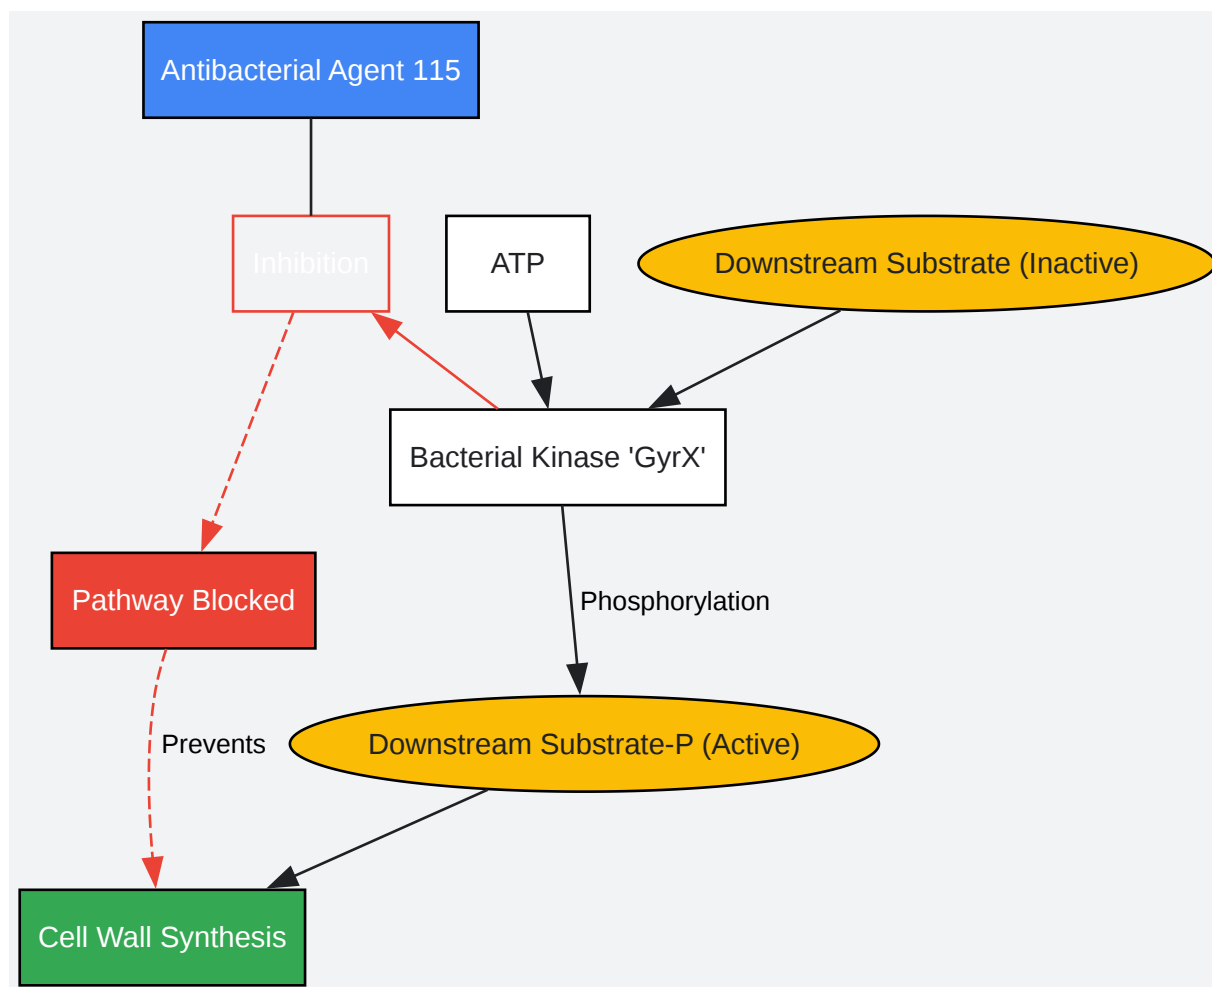 Antibacterial Agent 115
Inhibition
ATP
Downstream Substrate (Inactive)
Bacterial Kinase 'GyrX'
Pathway Blocked
Phosphorylation
Prevents
Downstream Substrate-P (Active)
Cell Wall Synthesis